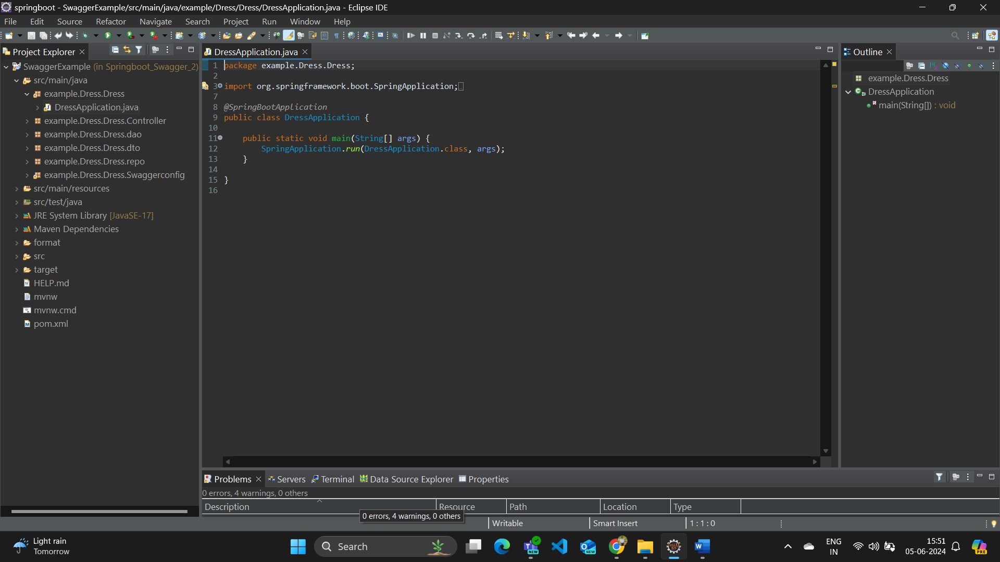 springboot - SwaggerExample/src/main/java/example/Dress/Dress/DressApplication.java - Eclipse IDE
File Edit Source Refactor Navigate Search Project Run Window Help
Project Explorer
SwaggerExample (in Springboot_Swagger_2)
src/main/java
example.Dress.Dress
DressApplication.java
example.Dress.Dress.Controller
example.Dress.Dress.dao
example.Dress.Dress.dto
example.Dress.Dress.repo
example.Dress.Dress.Swaggerconfig
src/main/resources
src/test/java
JRE System Library [JavaSE-17]
Maven Dependencies
format
src
target
HELP.md
mvnw
mvnw.cmd
pom.xml
DressApplication.java
1 package example.Dress.Dress;
2
3 import org.springframework.boot.SpringApplication;
7
8 @SpringBootApplication
9 public class DressApplication {
10
11 public static void main(String[] args) {
12 SpringApplication.run(DressApplication.class, args);
13 }
14
15 }
16
Outline
example.Dress.Dress
DressApplication
main(String[]) : void
Problems Servers Terminal Data Source Explorer Properties
0 errors, 4 warnings, 0 others
Description Resource Path Location Type
0 errors, 4 warnings, 0 others
Writable Smart Insert 1 : 1 : 0
Light rain
Tomorrow
Search
ENG
IN
15:51
05-06-2024